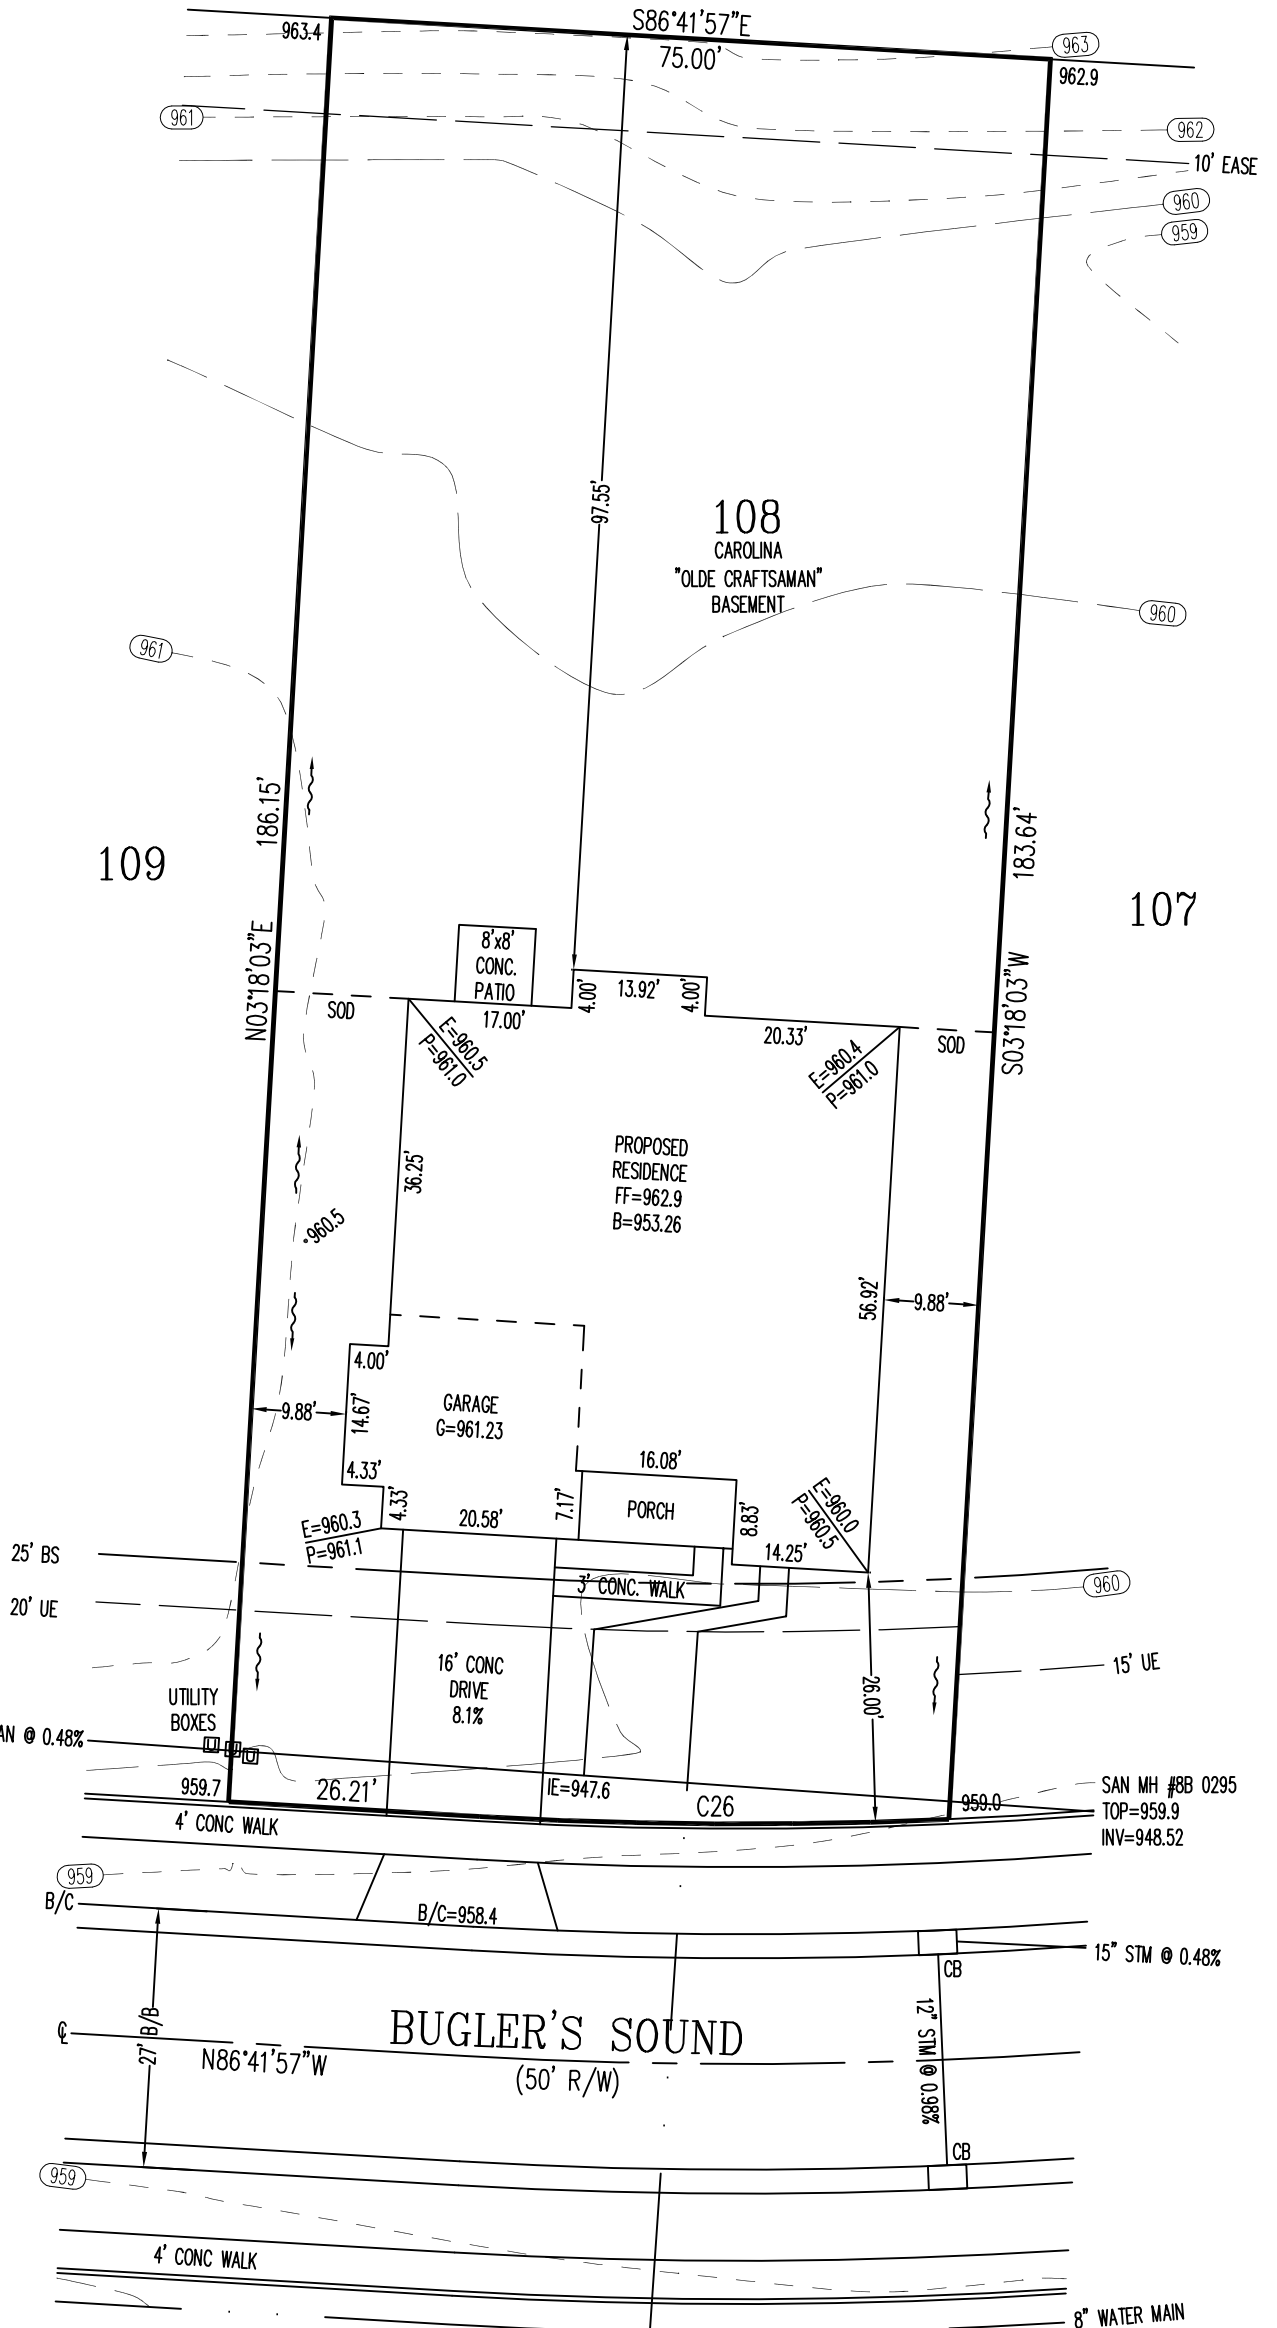 S86°41'57"E
75.00'
963.4
963
962.9
961
962
10' EASE
960
959
97.55'
108
CAROLINA
"OLDE CRAFTSAMAN"
BASEMENT
960
961
186.15'
183.64'
109
107
N03°18'03"E
S03°18'03"W
8'x8'
CONC.
PATIO
4.00'
13.92'
4.00'
SOD
17.00'
20.33'
SOD
E=960.5
P=961.0
E=960.4
P=961.0
PROPOSED
RESIDENCE
FF=962.9
B=953.26
36.25'
960.5
56.92'
9.88'
4.00'
14.67'
9.88'
GARAGE
G=961.23
4.33'
16.08'
4.33'
20.58'
7.17'
PORCH
8.83'
E=960.0
P=960.5
E=960.3
P=961.1
14.25'
25' BS
3' CONC. WALK
960
20' UE
16' CONC
DRIVE
8.1%
15' UE
26.00'
UTILITY
BOXES
U
U
U
AN @ 0.48%
959.7
26.21'
IE=947.6
C26
959.0
SAN MH #8B 0295
TOP=959.9
INV=948.52
4' CONC WALK
959
B/C
B/C=958.4
15" STM @ 0.48%
CB
BUGLER'S SOUND
(50' R/W)
27' B/B
N86°41'57"W
12" STM @ 0.98%
CB
959
4' CONC WALK
8" WATER MAIN